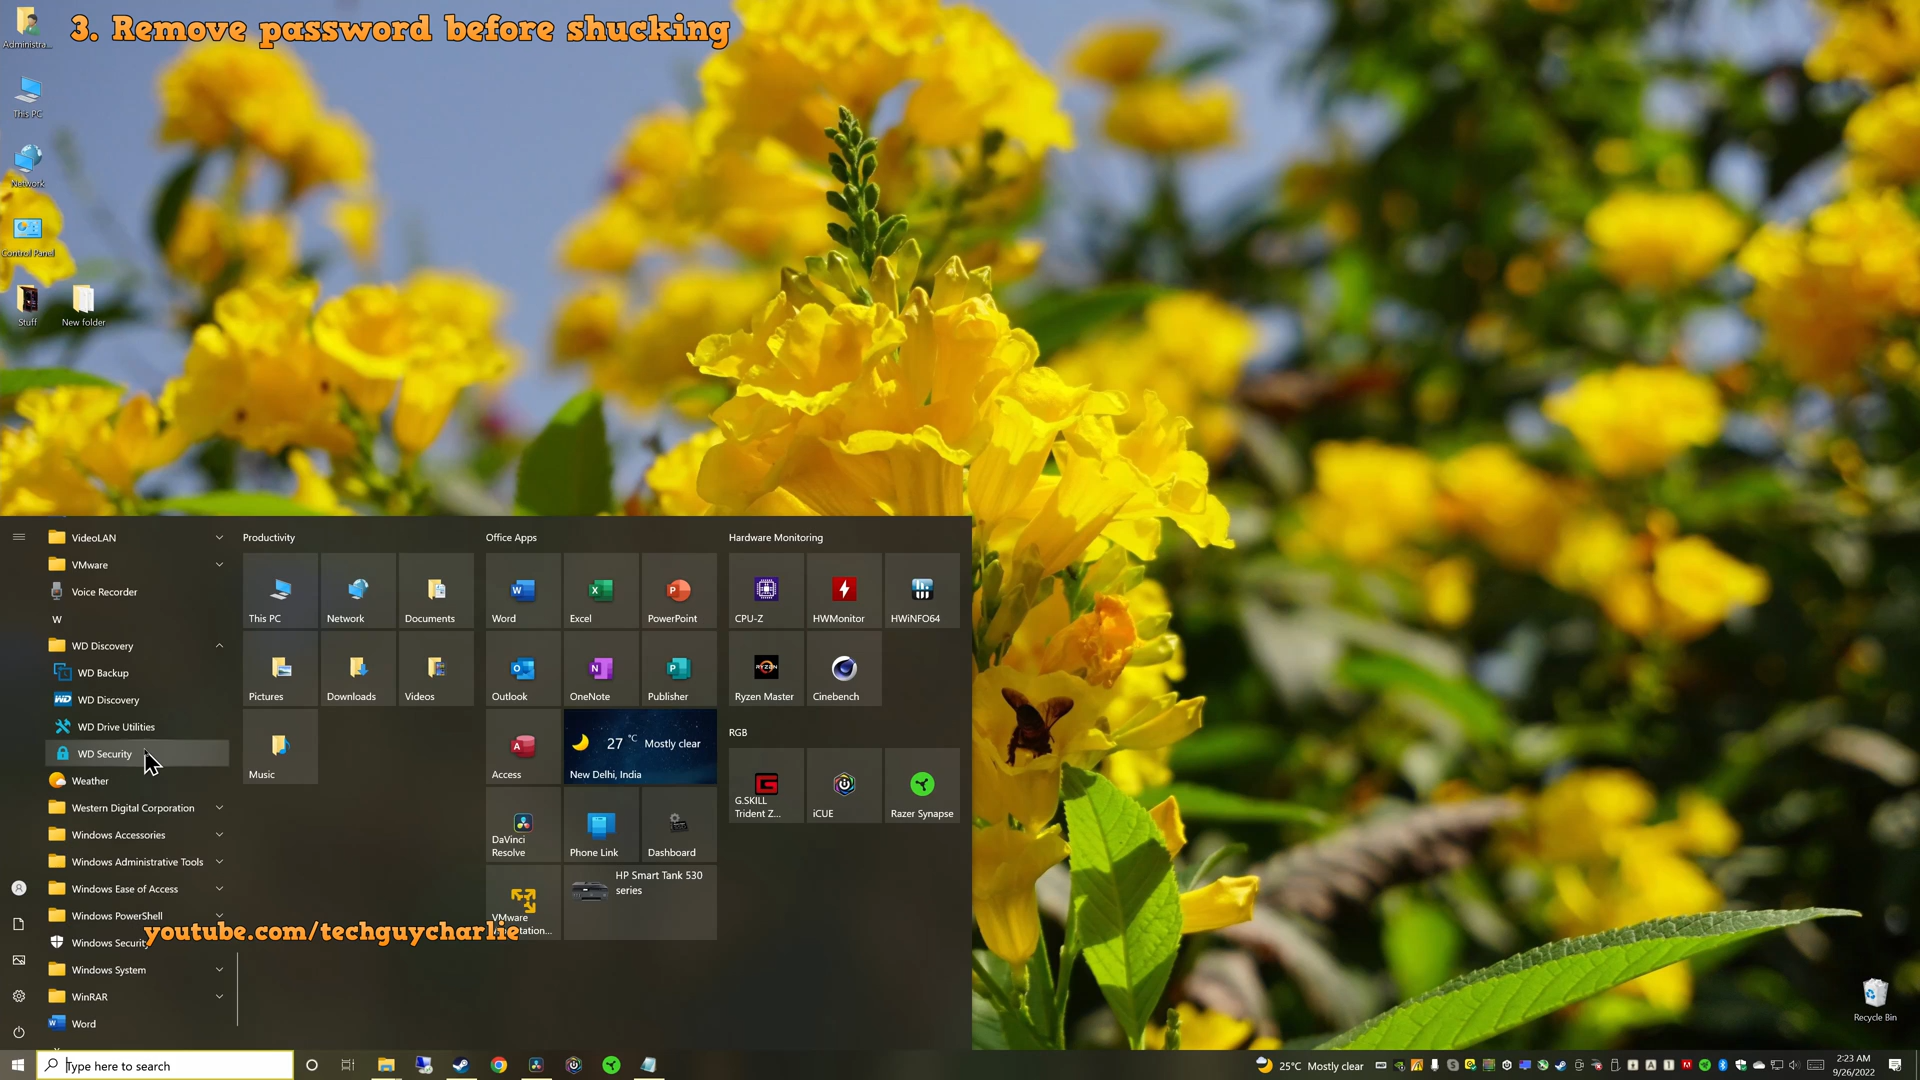 3. Remove password before shucking
Administra...
This PC
Network
Control Panel
Stuff
New folder
VideoLAN
VMware
Voice Recorder
W
WD Discovery
WD Backup
WD Discovery
WD Drive Utilities
WD Security
Weather
Western Digital Corporation
Windows Accessories
Windows Administrative Tools
Windows Ease of Access
Windows PowerShell
Windows Security
Windows System
WinRAR
Word
Productivity
This PC
Network
Documents
Pictures
Downloads
Videos
Music
Office Apps
Word
Excel
PowerPoint
Outlook
OneNote
Publisher
Access
27 °C Mostly clear
New Delhi, India
DaVinci
Resolve
Phone Link
Dashboard
VMware
...tation...
HP Smart Tank 530
series
Hardware Monitoring
CPU-Z
HWMonitor
HWiNFO64
RYZEN
Ryzen Master
Cinebench
RGB
G.SKILL
Trident Z...
iCUE
Razer Synapse
youtube.com/techguycharlie
Recycle Bin
Type here to search
25°C Mostly clear
2:23 AM
9/26/2022